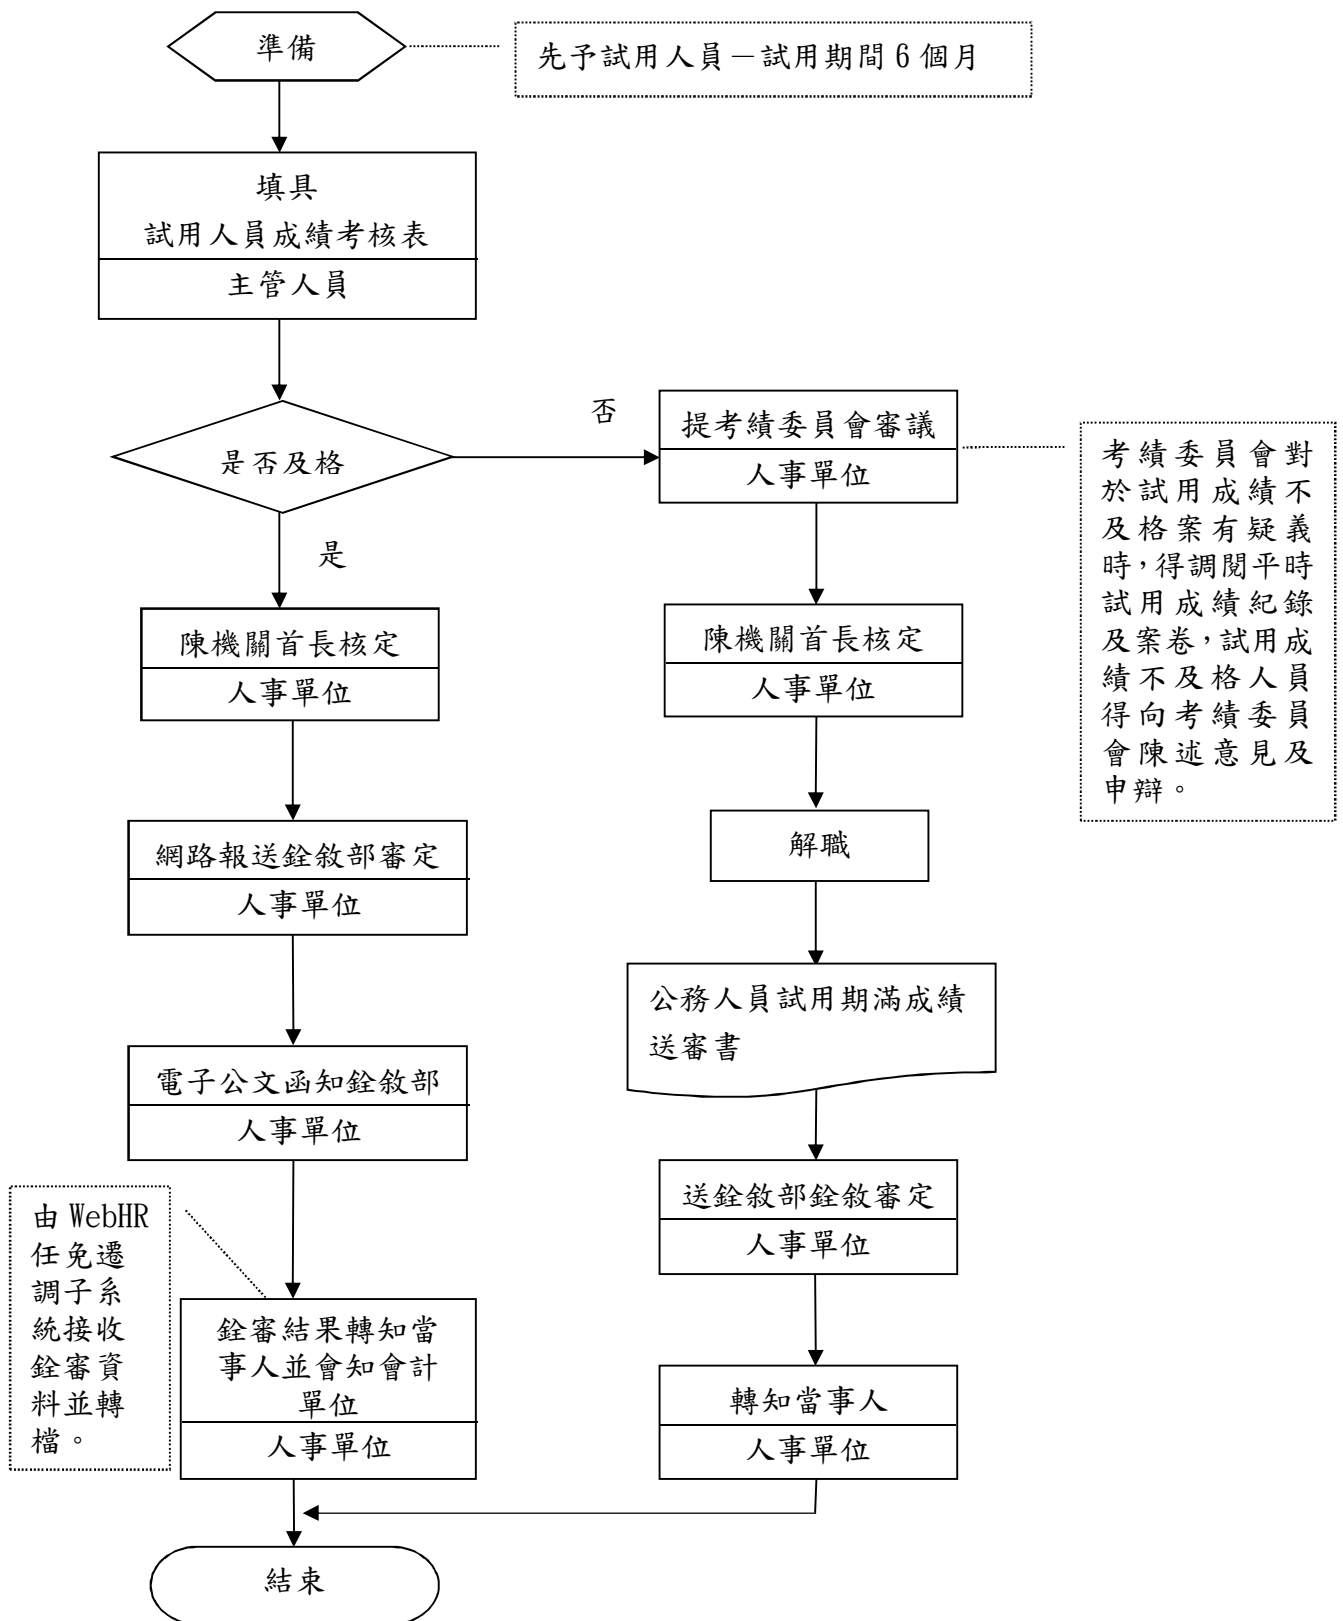 準備
先予試用人員－試用期間6個月
填具
試用人員成績考核表
主管人員
是否及格
否
是
提考績委員會審議
人事單位
考績委員會對
於試用成績不
及格案有疑義
時，得調閱平時
試用成績紀錄
及案卷，試用成
績不及格人員
得向考績委員
會陳述意見及
申辯。
陳機關首長核定
人事單位
陳機關首長核定
人事單位
網路報送銓敘部審定
人事單位
解職
電子公文函知銓敘部
人事單位
公務人員試用期滿成績
送審書
由 WebHR
任免遷
調子系
統接收
銓審資
料並轉
檔。
送銓敘部銓敘審定
人事單位
銓審結果轉知當
事人並會知會計
單位
人事單位
轉知當事人
人事單位
結束